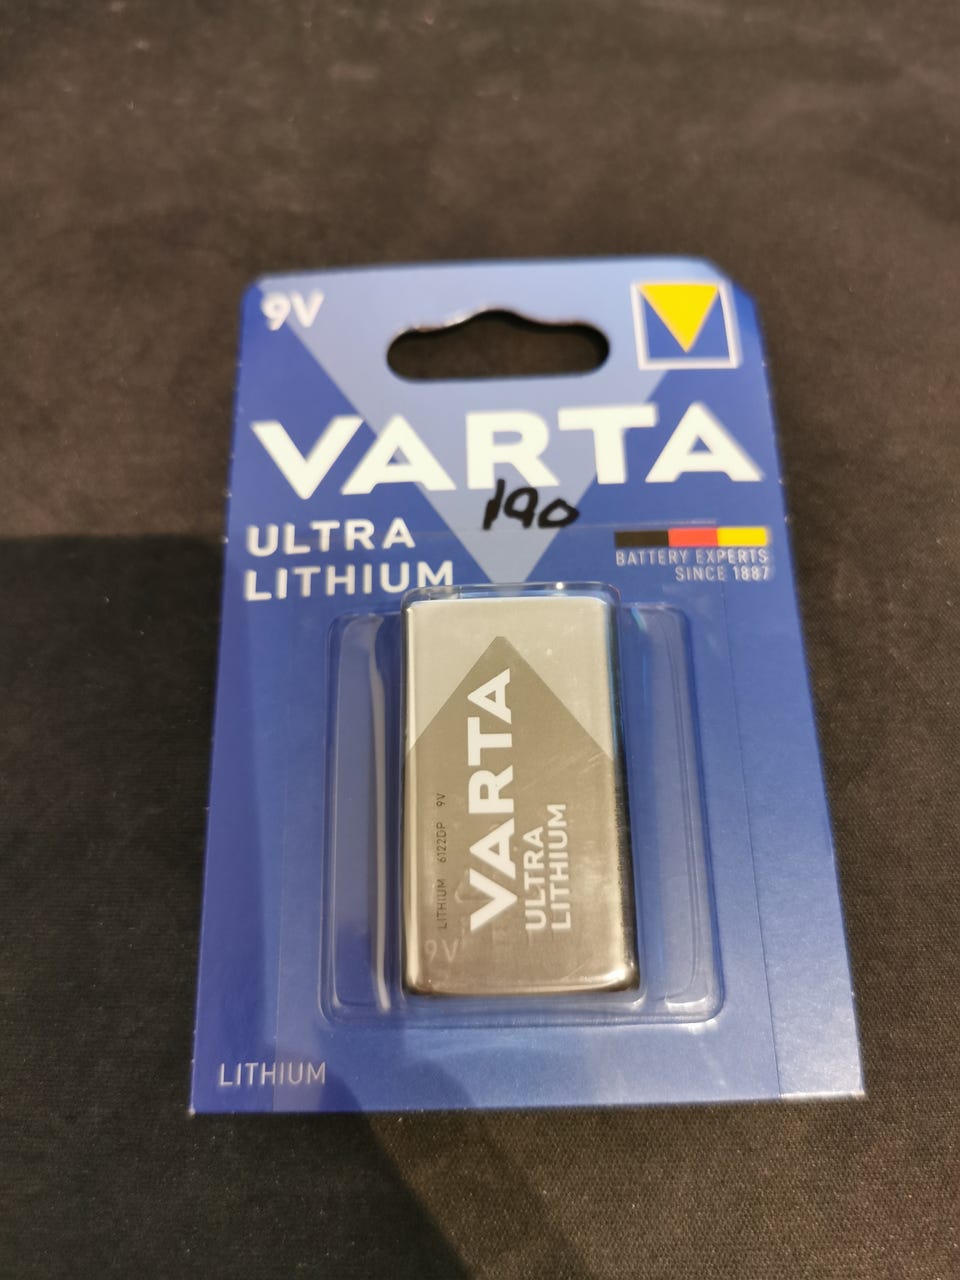 9V
VARTA
190
ULTRA
LITHIUM
BATTERY EXPERTS
SINCE 1887
VARTA
ULTRA
LITHIUM
LITHIUM 6122DP 9V
9V
LITHIUM